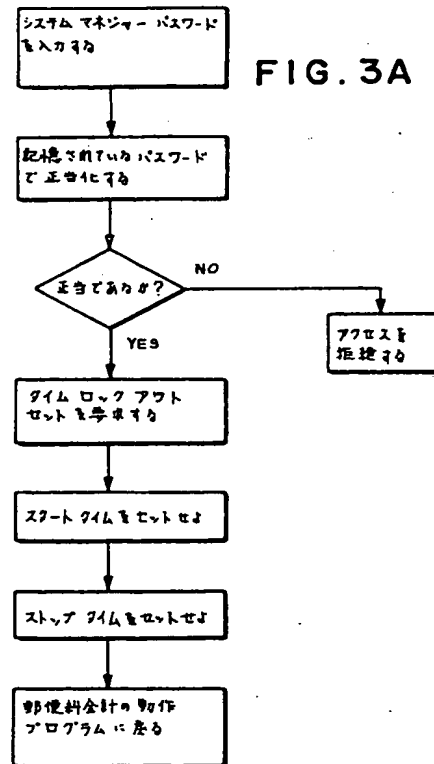 システム マネジャー パスワード
を入力する
FIG. 3A
記憶されている パスワード
で 正当化する
正当であるか?
NO
YES
アクセスを
拒絶する
タイム ロック アウト
セットを要求する
スタート タイムをセットせよ
ストップ タイムをセットせよ
郵便料金計の動作
プログラムに戻る